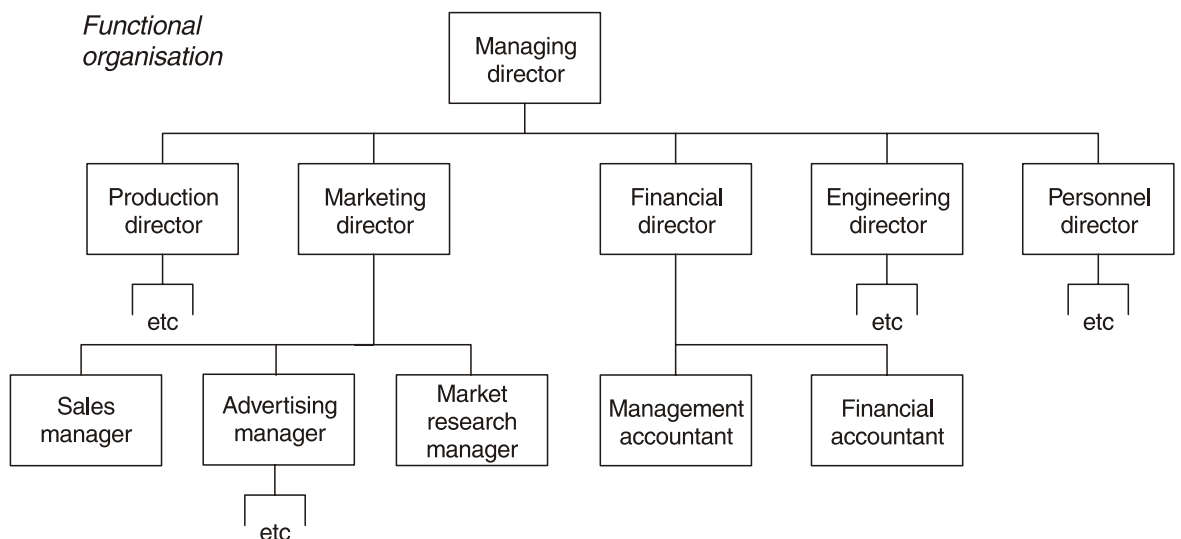 Functional
organisation
Managing
director
Production
director
Marketing
director
Financial
director
Engineering
director
Personnel
director
etc
etc
etc
Sales
manager
Advertising
manager
Market
research
manager
Management
accountant
Financial
accountant
etc